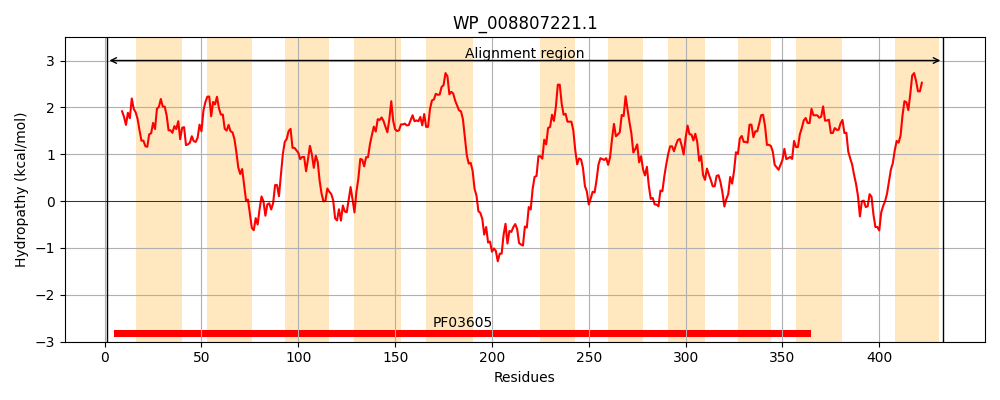 WP_008807221.1
Alignment region
Hydropathy (kcal/mol)
3
2
1
0
−1
−2
−3
PF03605
0 50 100 150 200 250 300 350 400
Residues